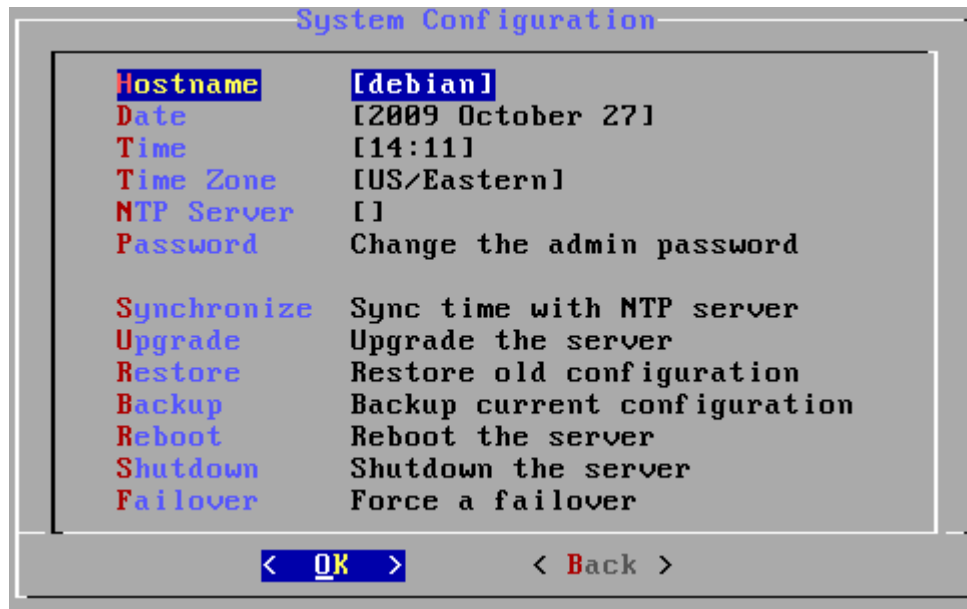 System Configuration
Hostname [debian]
Date [2009 October 27]
Time [14:11]
Time Zone [US/Eastern]
NTP Server []
Password Change the admin password
Synchronize Sync time with NTP server
Upgrade Upgrade the server
Restore Restore old configuration
Backup Backup current configuration
Reboot Reboot the server
Shutdown Shutdown the server
Failover Force a failover
< OK > < Back >